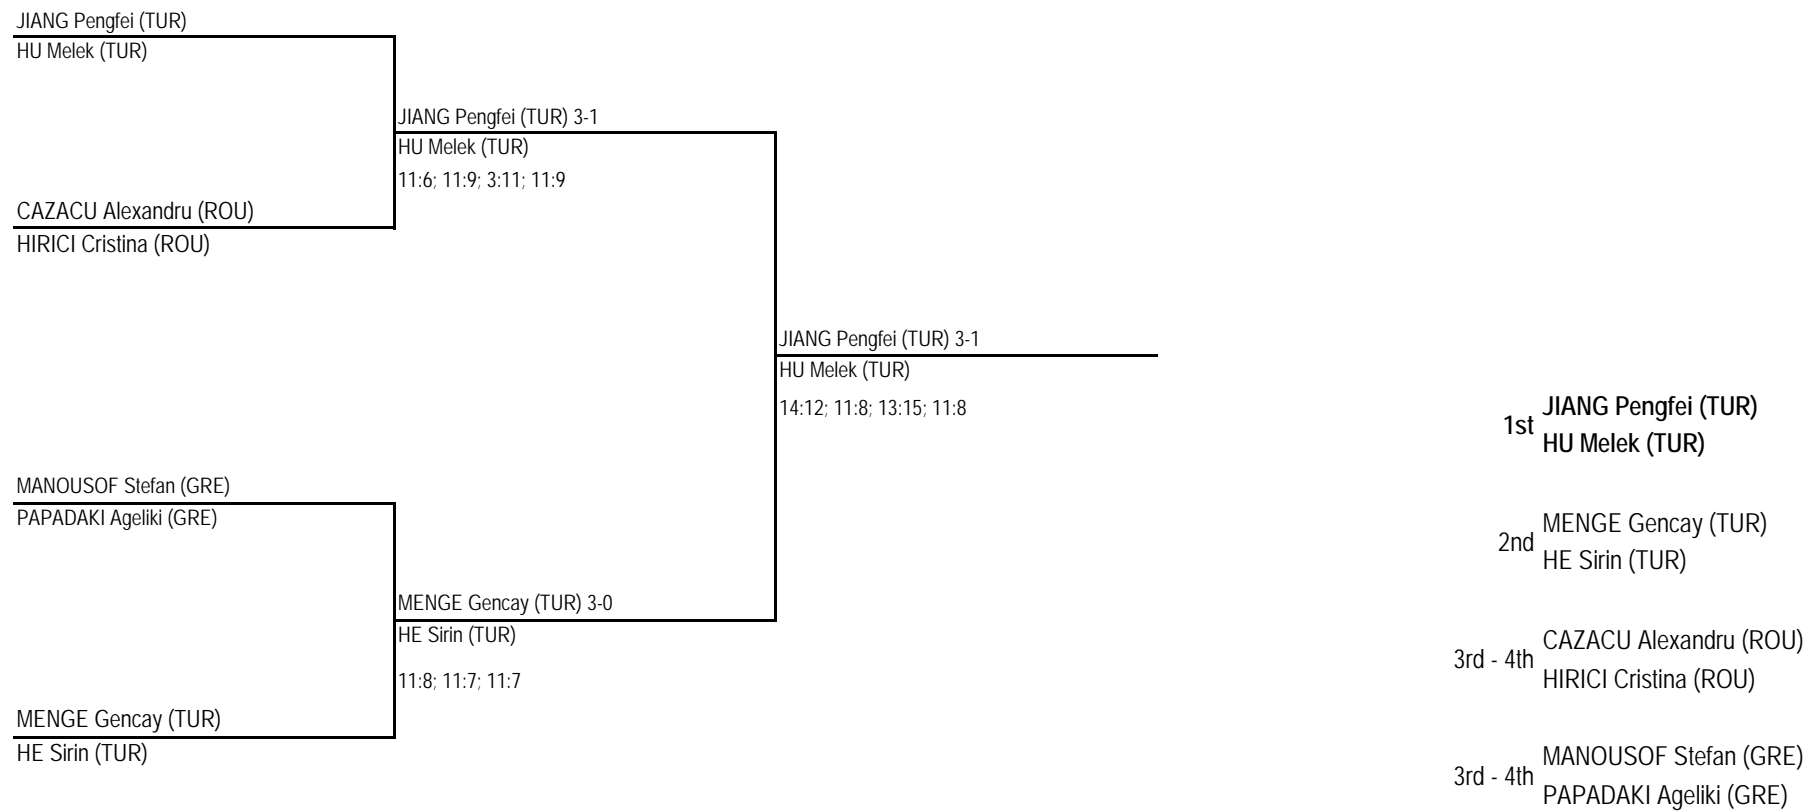 JIANG Pengfei (TUR)
HU Melek (TUR)
JIANG Pengfei (TUR) 3-1
HU Melek (TUR)
11:6; 11:9; 3:11; 11:9
CAZACU Alexandru (ROU)
HIRICI Cristina (ROU)
JIANG Pengfei (TUR) 3-1
HU Melek (TUR)
14:12; 11:8; 13:15; 11:8
MANOUSOF Stefan (GRE)
PAPADAKI Ageliki (GRE)
MENGE Gencay (TUR) 3-0
HE Sirin (TUR)
11:8; 11:7; 11:7
MENGE Gencay (TUR)
HE Sirin (TUR)
1st
JIANG Pengfei (TUR)
HU Melek (TUR)
2nd
MENGE Gencay (TUR)
HE Sirin (TUR)
3rd - 4th
CAZACU Alexandru (ROU)
HIRICI Cristina (ROU)
3rd - 4th
MANOUSOF Stefan (GRE)
PAPADAKI Ageliki (GRE)